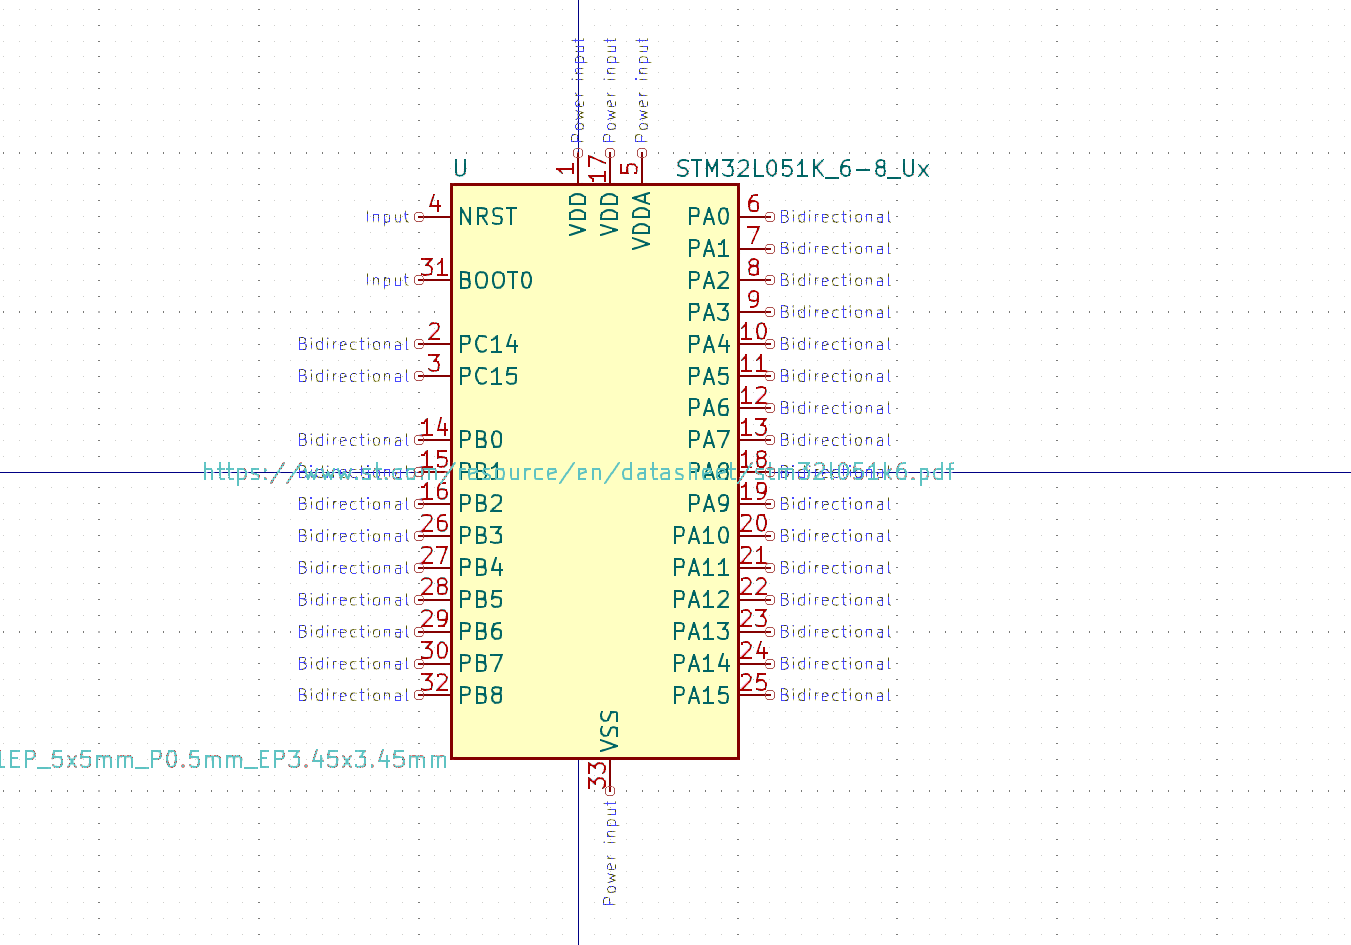 Power input Power input Power input
U STM32L051K_6-8_Ux
1 17 5
VDD VDD VDDA
Input 4 NRST PA0 6 Bidirectional
PA1 7 Bidirectional
Input 31 BOOT0 PA2 8 Bidirectional
PA3 9 Bidirectional
Bidirectional 2 PC14 PA4 10 Bidirectional
Bidirectional 3 PC15 PA5 11 Bidirectional
PA6 12 Bidirectional
Bidirectional 14 PB0 PA7 13 Bidirectional
Bidirectional 15 PB1 PA8 18 Bidirectional
https://www.st.com/resource/en/datasheet/stm32l051k6.pdf
Bidirectional 16 PB2 PA9 19 Bidirectional
Bidirectional 26 PB3 PA10 20 Bidirectional
Bidirectional 27 PB4 PA11 21 Bidirectional
Bidirectional 28 PB5 PA12 22 Bidirectional
Bidirectional 29 PB6 PA13 23 Bidirectional
Bidirectional 30 PB7 PA14 24 Bidirectional
Bidirectional 32 PB8 PA15 25 Bidirectional
VSS
1EP_5x5mm_P0.5mm_EP3.45x3.45mm
33
Power input